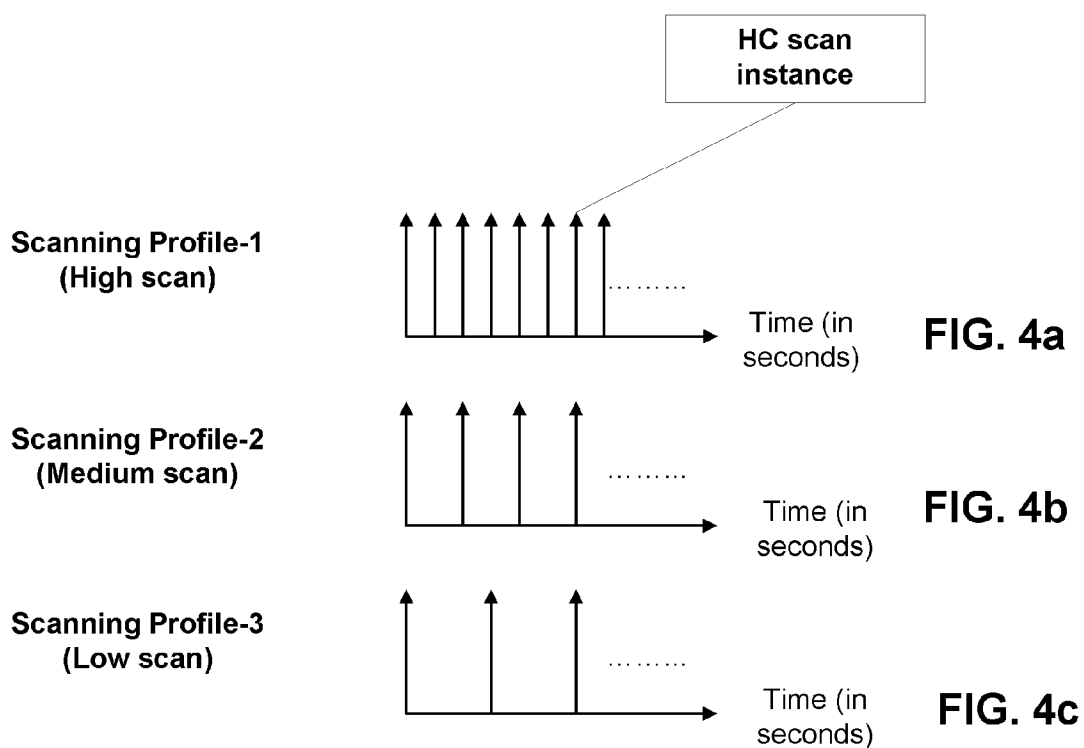 HC scan
instance
Scanning Profile-1
(High scan)
………
Time (in
seconds)
FIG. 4a
Scanning Profile-2
(Medium scan)
………
Time (in
seconds)
FIG. 4b
Scanning Profile-3
(Low scan)
………
Time (in
seconds)
FIG. 4c